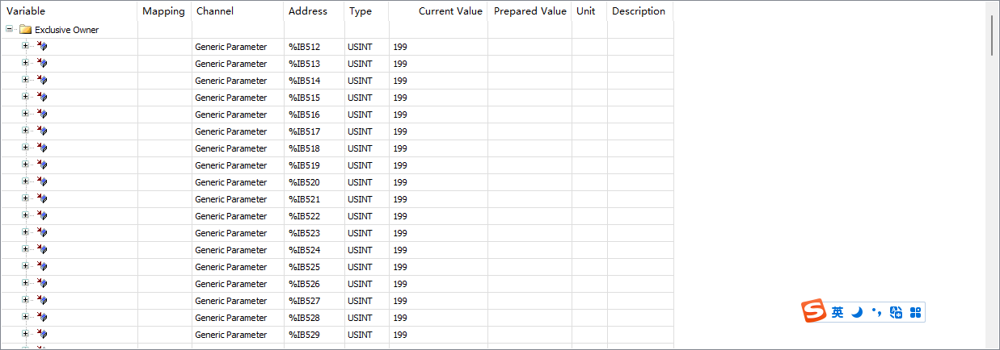 Variable Mapping Channel Address Type Current Value Prepared Value Unit Description
Exclusive Owner
Generic Parameter %IB512 USINT 199
Generic Parameter %IB513 USINT 199
Generic Parameter %IB514 USINT 199
Generic Parameter %IB515 USINT 199
Generic Parameter %IB516 USINT 199
Generic Parameter %IB517 USINT 199
Generic Parameter %IB518 USINT 199
Generic Parameter %IB519 USINT 199
Generic Parameter %IB520 USINT 199
Generic Parameter %IB521 USINT 199
Generic Parameter %IB522 USINT 199
Generic Parameter %IB523 USINT 199
Generic Parameter %IB524 USINT 199
Generic Parameter %IB525 USINT 199
Generic Parameter %IB526 USINT 199
Generic Parameter %IB527 USINT 199
Generic Parameter %IB528 USINT 199
Generic Parameter %IB529 USINT 199
英